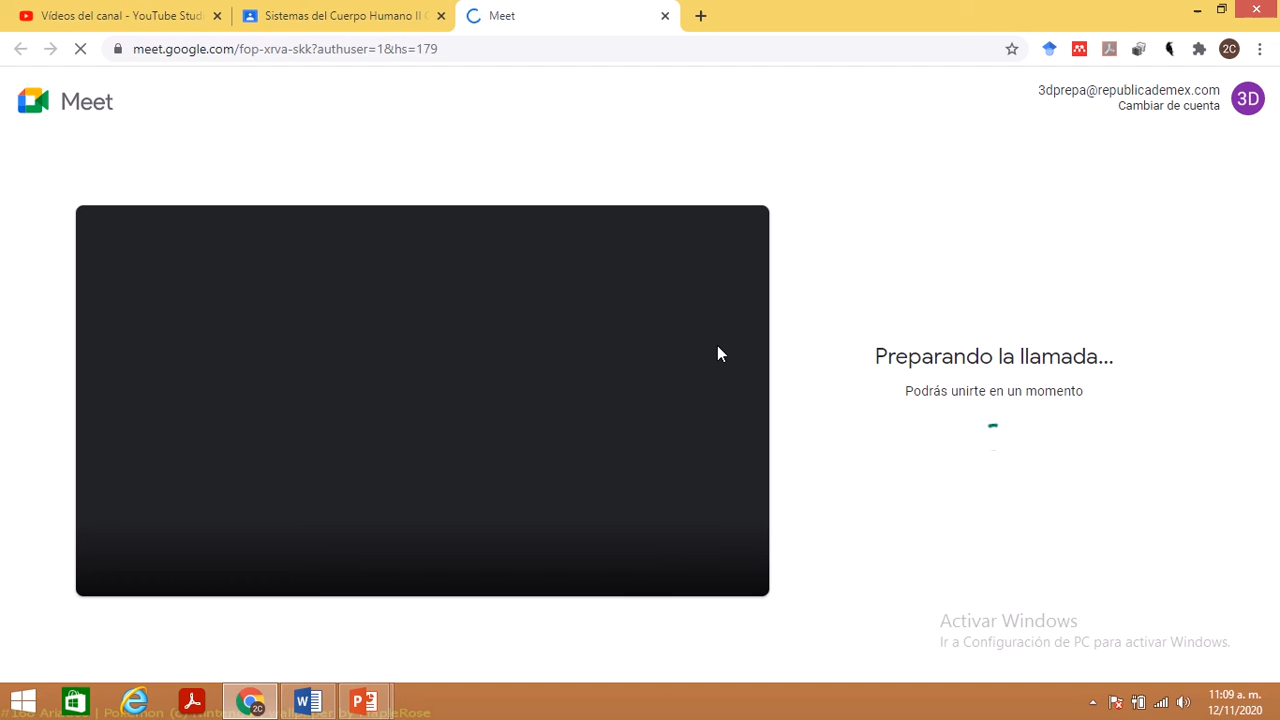 Vídeos del canal - YouTube Studi
Sistemas del Cuerpo Humano II
Meet
meet.google.com/fop-xrva-skk?authuser=1&hs=179
2C
Meet
3dprepa@republicademex.com
Cambiar de cuenta
3D
Preparando la llamada...
Podrás unirte en un momento
Activar Windows
Ir a Configuración de PC para activar Windows.
11:09 a. m.
12/11/2020
2C